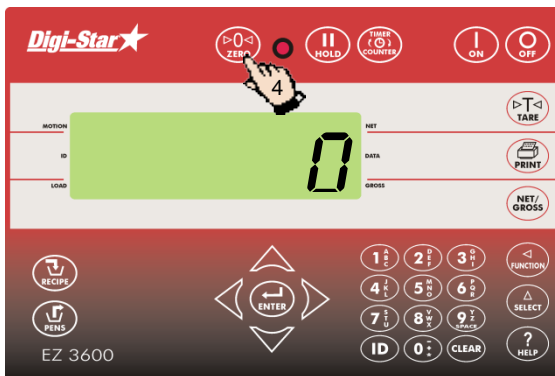 Digi-Star
▷0◁ ZERO
HOLD
TIMER COUNTER
ON
OFF
4
▷T◁ TARE
MOTION
NET
0
ID
DATA
PRINT
LOAD
GROSS
NET/
GROSS
RECIPE
ENTER
1 A B C
2 D E F
3 G H I
FUNCTION
4 J K L
5 M N O
6 P Q R
SELECT
PENS
7 S T U
8 V W X
9 Y Z SPACE
ID
0 - + *
CLEAR
? HELP
EZ 3600